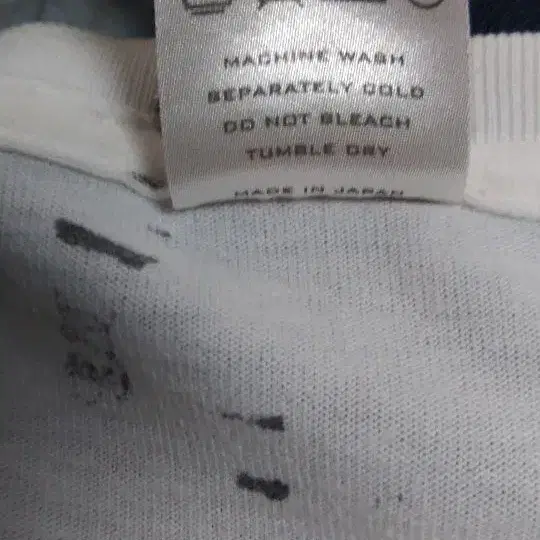 MACHINE WASH
SEPARATELY COLD
DO NOT BLEACH
TUMBLE DRY
MADE IN JAPAN